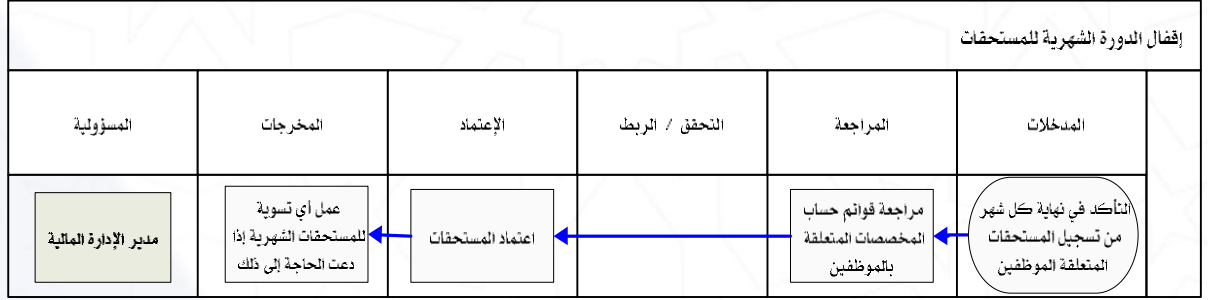 إقفال الدورة الشهرية للمستحقات
المدخلات
المراجعة
التحقق / الربط
الإعتماد
المخرجات
المسؤولية
التأكد في نهاية كل شهر
من تسجيل المستحقات
المتعلقة الموظفين
مراجعة قوائم حساب
المخصصات المتعلقة
بالموظفين
اعتماد المستحقات
عمل أي تسوية
للمستحقات الشهرية إذا
دعت الحاجة إلى ذلك
مدير الإدارة المالية